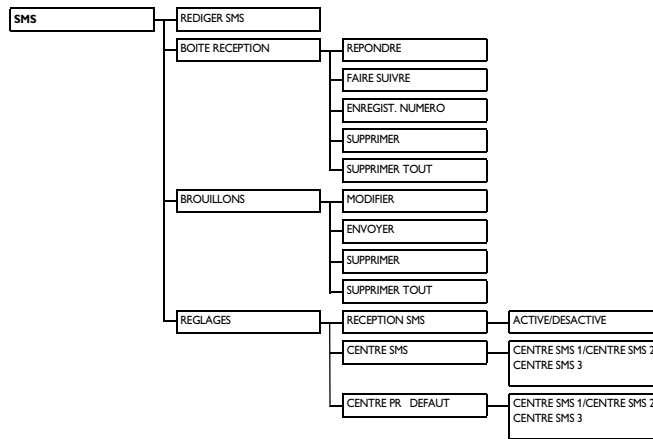 SMS
REDIGER SMS
BOITE RECEPTION
REPONDRE
FAIRE SUIVRE
ENREGIST. NUMERO
SUPPRIMER
SUPPRIMER TOUT
BROUILLONS
MODIFIER
ENVOYER
SUPPRIMER
SUPPRIMER TOUT
REGLAGES
RECEPTION SMS
ACTIVE/DESACTIVE
CENTRE SMS
CENTRE SMS 1/CENTRE SMS 2
CENTRE SMS 3
CENTRE PR DEFAUT
CENTRE SMS 1/CENTRE SMS 2
CENTRE SMS 3